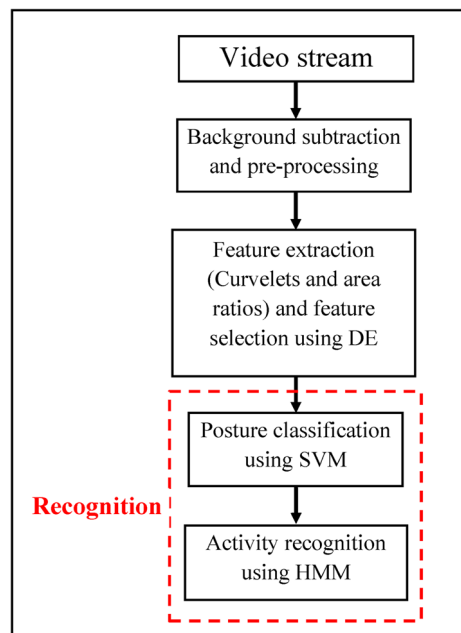 Video stream
Background subtraction
and pre-processing
Feature extraction
(Curvelets and area
ratios) and feature
selection using DE
Posture classification
using SVM
Recognition
Activity recognition
using HMM